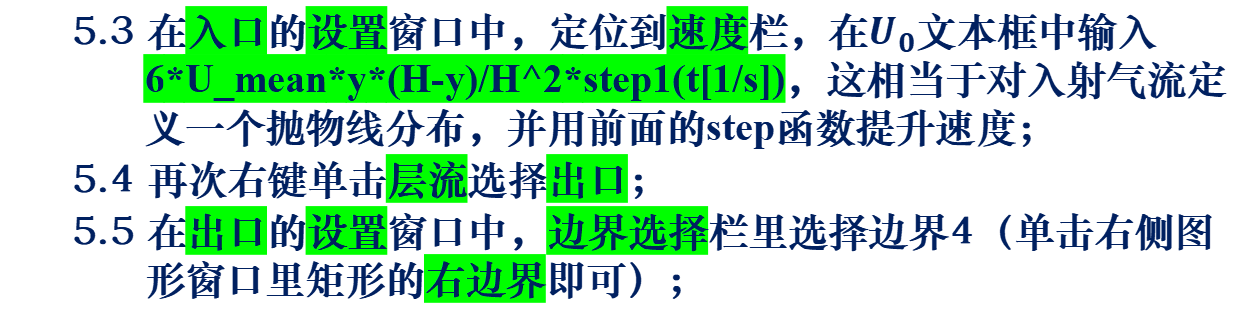 5.3 在入口的设置窗口中，定位到速度栏，在U₀文本框中输入
6*U_mean*y*(H-y)/H^2*step1(t[1/s])，这相当于对入射气流定
义一个抛物线分布，并用前面的step函数提升速度；
5.4 再次右键单击层流选择出口；
5.5 在出口的设置窗口中，边界选择栏里选择边界4（单击右侧图
形窗口里矩形的右边界即可）；